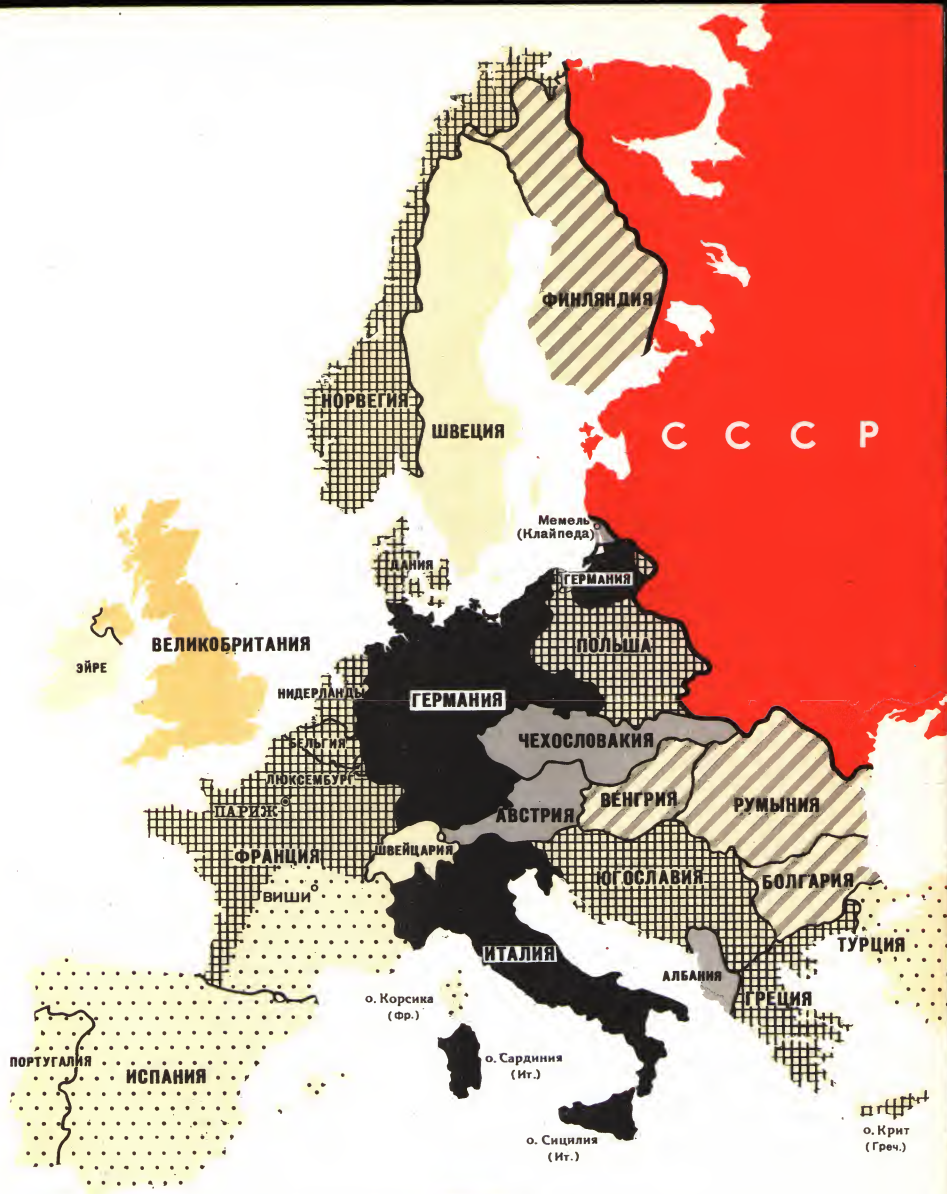 ФИНЛЯНДИЯ
НОРВЕГИЯ
ШВЕЦИЯ
С С С Р
Мемель
(Клайпеда)
ДАНИЯ
ГЕРМАНИЯ
ВЕЛИКОБРИТАНИЯ
ПОЛЬША
ЭЙРЕ
НИДЕРЛАНДЫ
ГЕРМАНИЯ
БЕЛЬГИЯ
ЧЕХОСЛОВАКИЯ
ЛЮКСЕМБУРГ
ПАРИЖ
АВСТРИЯ
ВЕНГРИЯ
РУМЫНИЯ
ФРАНЦИЯ
ШВЕЙЦАРИЯ
ЮГОСЛАВИЯ
БОЛГАРИЯ
ВИШИ
ИТАЛИЯ
ТУРЦИЯ
АЛБАНИЯ
о. Корсика
(Фр.)
ГРЕЦИЯ
о. Сардиния
(Ит.)
ПОРТУГАЛИЯ
ИСПАНИЯ
о. Сицилия
(Ит.)
о. Крит
(Греч.)